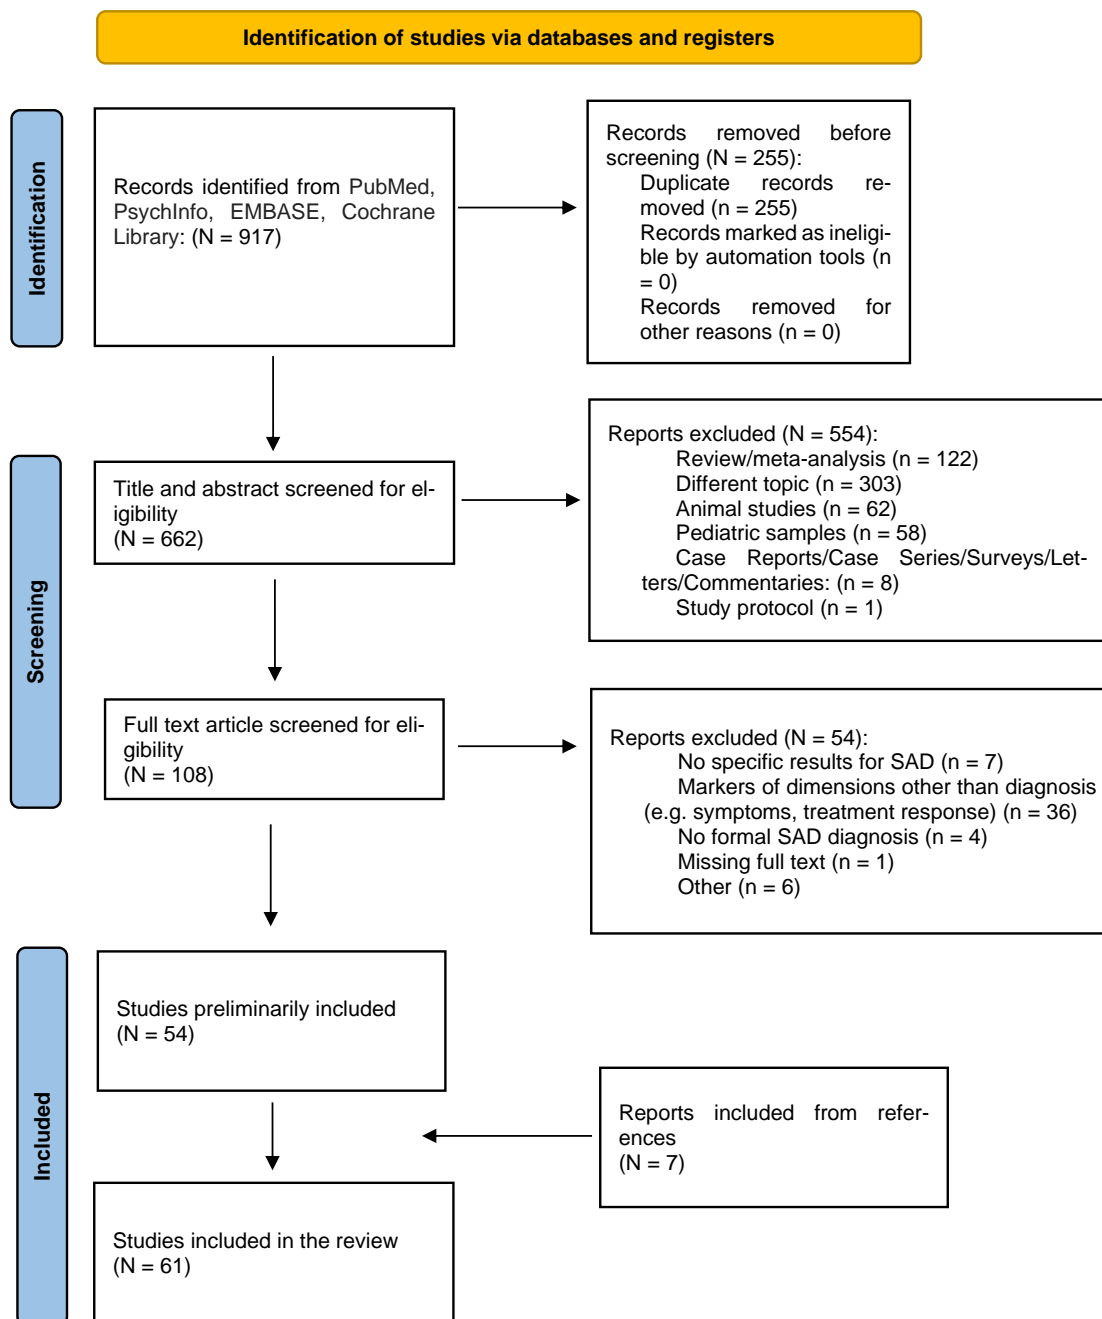 Identification of studies via databases and registers
Identification
Records identified from PubMed,
PsychInfo, EMBASE, Cochrane
Library: (N = 917)
Records removed before
screening (N = 255):
Duplicate records re-
moved (n = 255)
Records marked as ineligi-
ble by automation tools (n
= 0)
Records removed for
other reasons (n = 0)
Screening
Title and abstract screened for el-
igibility
(N = 662)
Reports excluded (N = 554):
Review/meta-analysis (n = 122)
Different topic (n = 303)
Animal studies (n = 62)
Pediatric samples (n = 58)
Case Reports/Case Series/Surveys/Let-
ters/Commentaries: (n = 8)
Study protocol (n = 1)
Full text article screened for eli-
gibility
(N = 108)
Reports excluded (N = 54):
No specific results for SAD (n = 7)
Markers of dimensions other than diagnosis
(e.g. symptoms, treatment response) (n = 36)
No formal SAD diagnosis (n = 4)
Missing full text (n = 1)
Other (n = 6)
Included
Studies preliminarily included
(N = 54)
Reports included from refer-
ences
(N = 7)
Studies included in the review
(N = 61)